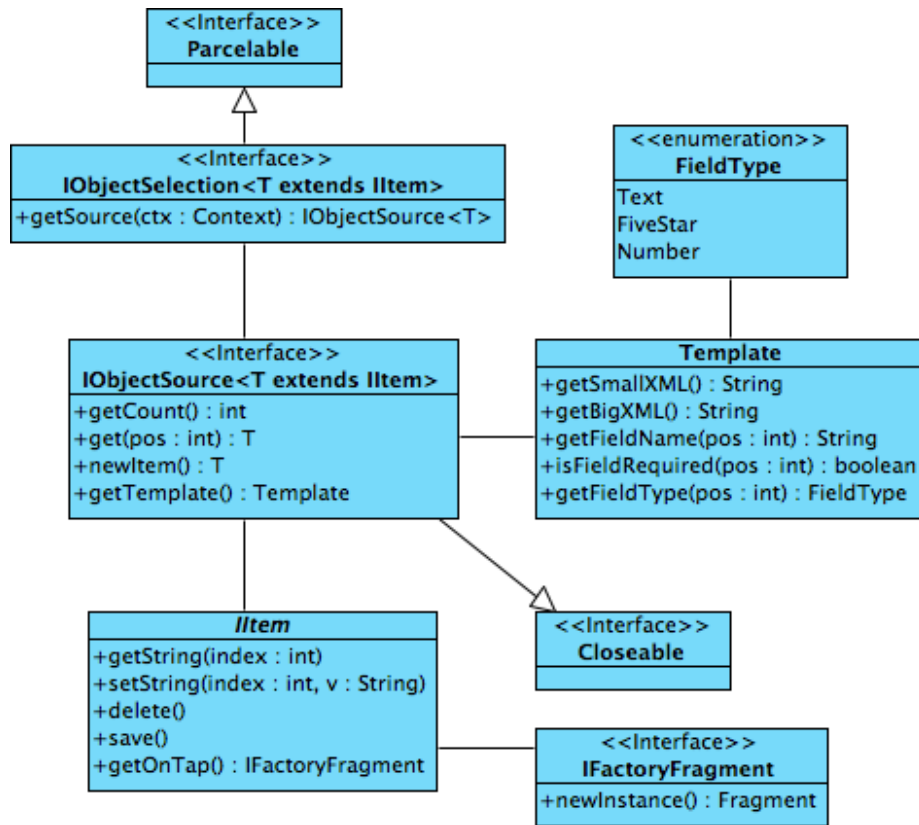 <<Interface>>
Parcelable
<<Interface>>
IObjectSelection<T extends IItem>
+getSource(ctx : Context) : IObjectSource<T>
<<enumeration>>
FieldType
Text
FiveStar
Number
<<Interface>>
IObjectSource<T extends IItem>
+getCount() : int
+get(pos : int) : T
+newItem() : T
+getTemplate() : Template
Template
+getSmallXML() : String
+getBigXML() : String
+getFieldName(pos : int) : String
+isFieldRequired(pos : int) : boolean
+getFieldType(pos : int) : FieldType
IItem
+getString(index : int)
+setString(index : int, v : String)
+delete()
+save()
+getOnTap() : IFactoryFragment
<<Interface>>
Closeable
<<Interface>>
IFactoryFragment
+newInstance() : Fragment